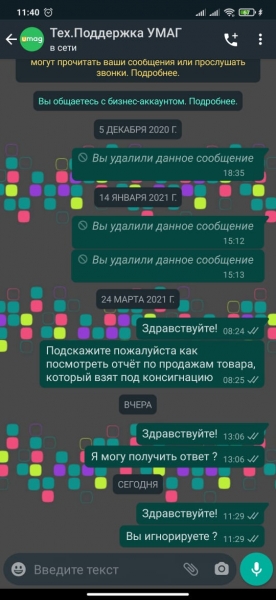 11:40
umag
Тех.Поддержка УМАГ
в сети
могут прочитать ваши сообщения или прослушать
звонки. Подробнее.
Вы общаетесь с бизнес-аккаунтом. Подробнее.
5 ДЕКАБРЯ 2020 Г.
Вы удалили данное сообщение
18:35
14 ЯНВАРЯ 2021 Г.
Вы удалили данное сообщение
15:12
Вы удалили данное сообщение
15:13
24 МАРТА 2021 Г.
Здравствуйте! 08:24
Подскажите пожалуйста как
посмотреть отчёт по продажам товара,
который взят под консигнацию 08:25
ВЧЕРА
Здравствуйте! 13:06
Я могу получить ответ ? 13:06
СЕГОДНЯ
Здравствуйте! 11:29
Вы игнорируете ? 11:29
Введите текст